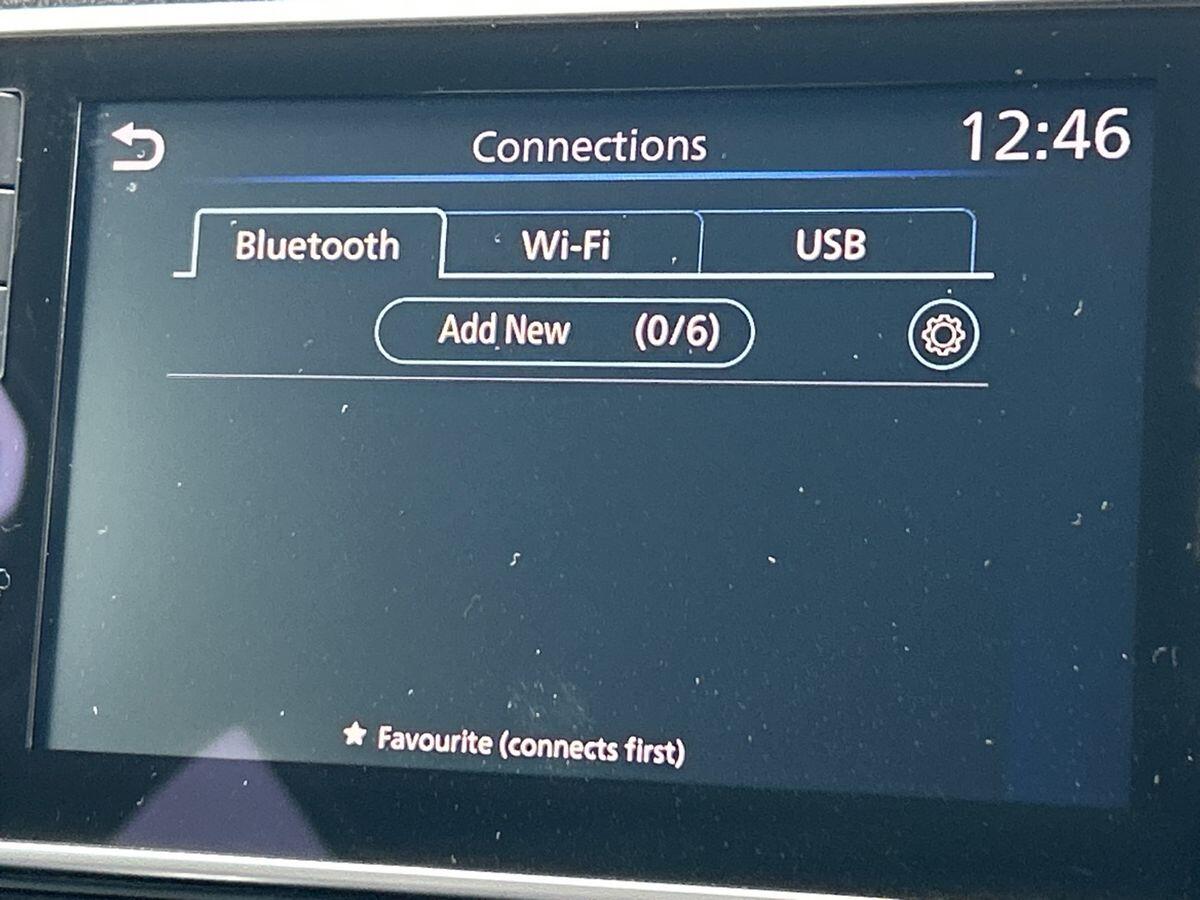 Connections
12:46
Bluetooth
Wi-Fi
USB
Add New (0/6)
Favourite (connects first)